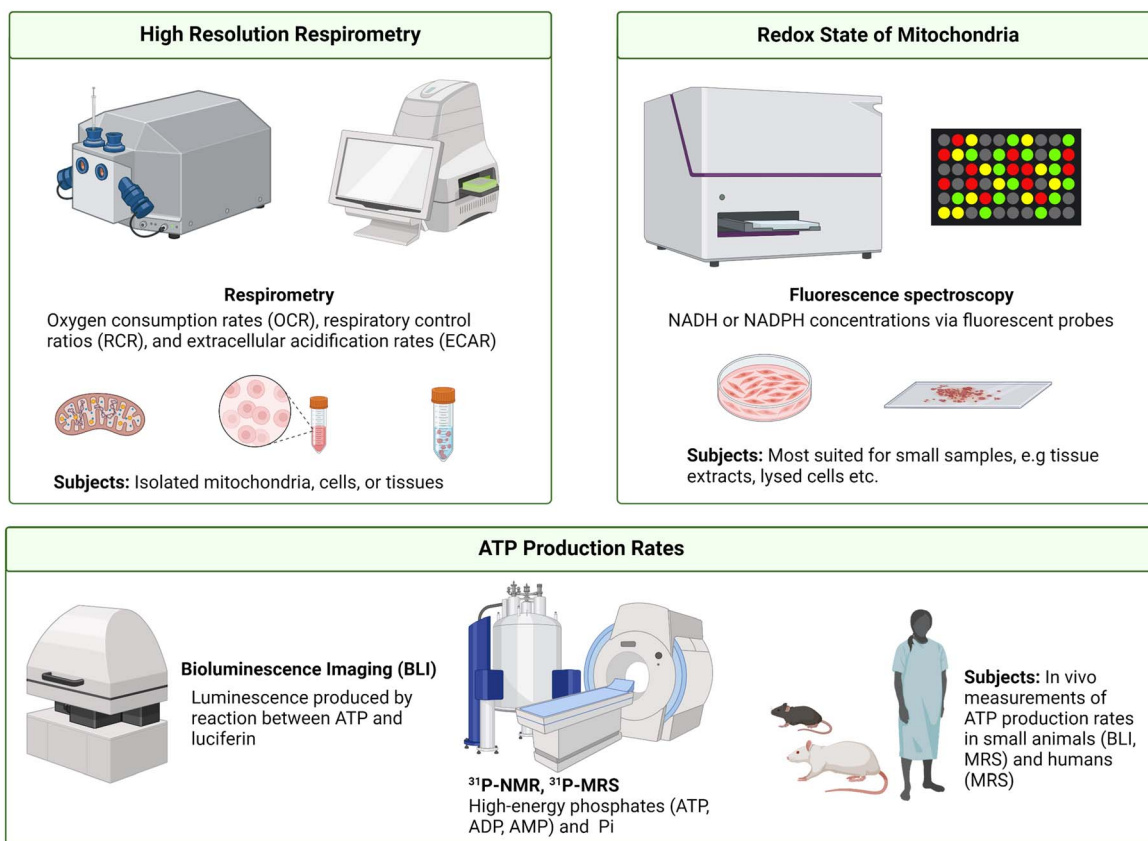 High Resolution Respirometry
Respirometry
Oxygen consumption rates (OCR), respiratory control
ratios (RCR), and extracellular acidification rates (ECAR)
Subjects: Isolated mitochondria, cells, or tissues
Redox State of Mitochondria
Fluorescence spectroscopy
NADH or NADPH concentrations via fluorescent probes
Subjects: Most suited for small samples, e.g tissue
extracts, lysed cells etc.
ATP Production Rates
Bioluminescence Imaging (BLI)
Luminescence produced by
reaction between ATP and
luciferin
³¹P-NMR, ³¹P-MRS
High-energy phosphates (ATP,
ADP, AMP) and Pi
Subjects: In vivo
measurements of
ATP production rates
in small animals (BLI,
MRS) and humans
(MRS)